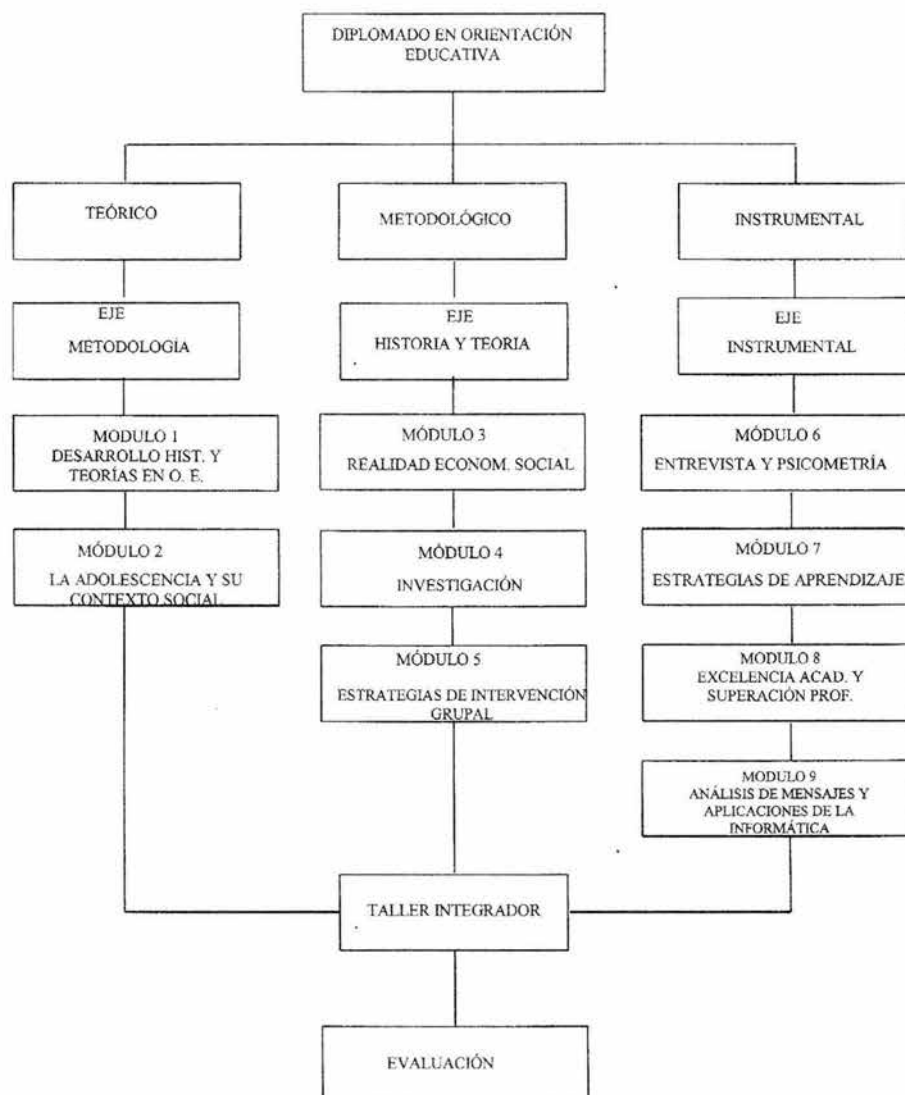 DIPLOMADO EN ORIENTACIÓN
EDUCATIVA
TEÓRICO
METODOLÓGICO
INSTRUMENTAL
EJE
METODOLOGÍA
EJE
HISTORIA Y TEORIA
EJE
INSTRUMENTAL
MODULO 1
DESARROLLO HIST. Y
TEORÍAS EN O. E.
MÓDULO 3
REALIDAD ECONOM. SOCIAL
MÓDULO 6
ENTREVISTA Y PSICOMETRÍA
MÓDULO 2
LA ADOLESCENCIA Y SU
CONTEXTO SOCIAL
MÓDULO 4
INVESTIGACIÓN
MÓDULO 7
ESTRATEGIAS DE APRENDIZAJE
MÓDULO 5
ESTRATEGIAS DE INTERVENCIÓN
GRUPAL
MODULO 8
EXCELENCIA ACAD. Y
SUPERACIÓN PROF.
MODULO 9
ANÁLISIS DE MENSAJES Y
APLICACIONES DE LA
INFORMÁTICA
TALLER INTEGRADOR
EVALUACIÓN